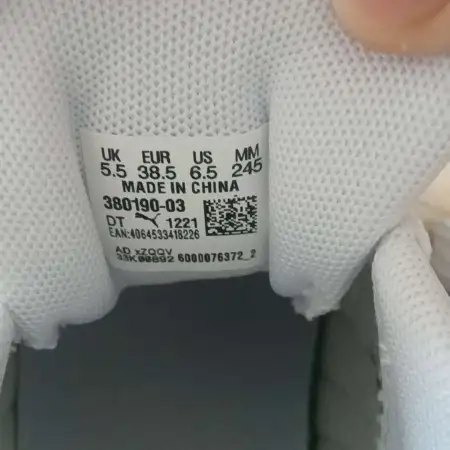 UK EUR US MM
5.5 38.5 6.5 245
MADE IN CHINA
380190-03
DT 1221
EAN:4064533418226
AD xZQQV
33K00892 6000076372_2